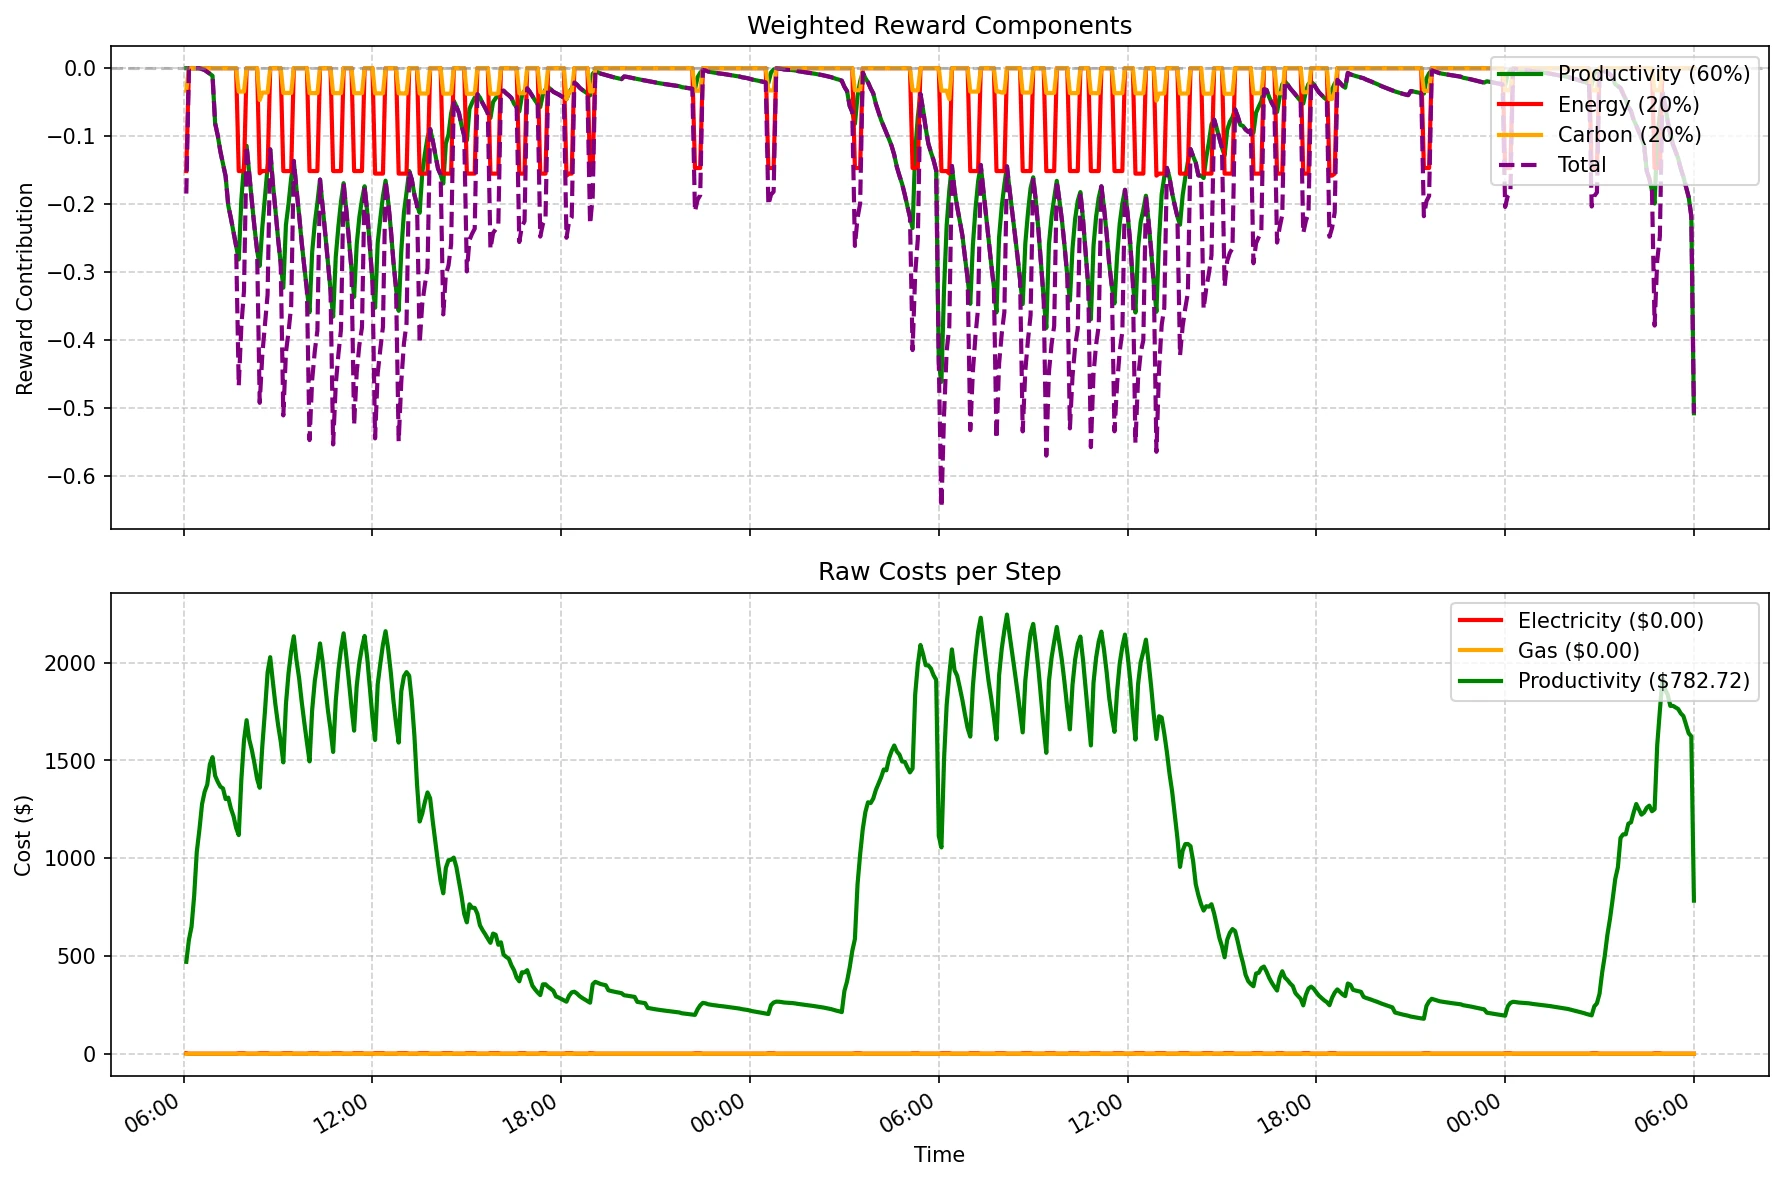 Weighted Reward Components
Productivity (60%)
Energy (20%)
Carbon (20%)
Total
0.0
−0.1
−0.2
−0.3
−0.4
−0.5
−0.6
Reward Contribution
Raw Costs per Step
Electricity ($0.00)
Gas ($0.00)
Productivity ($782.72)
2000
1500
1000
500
0
Cost ($)
06:00
12:00
18:00
00:00
06:00
12:00
18:00
00:00
06:00
Time